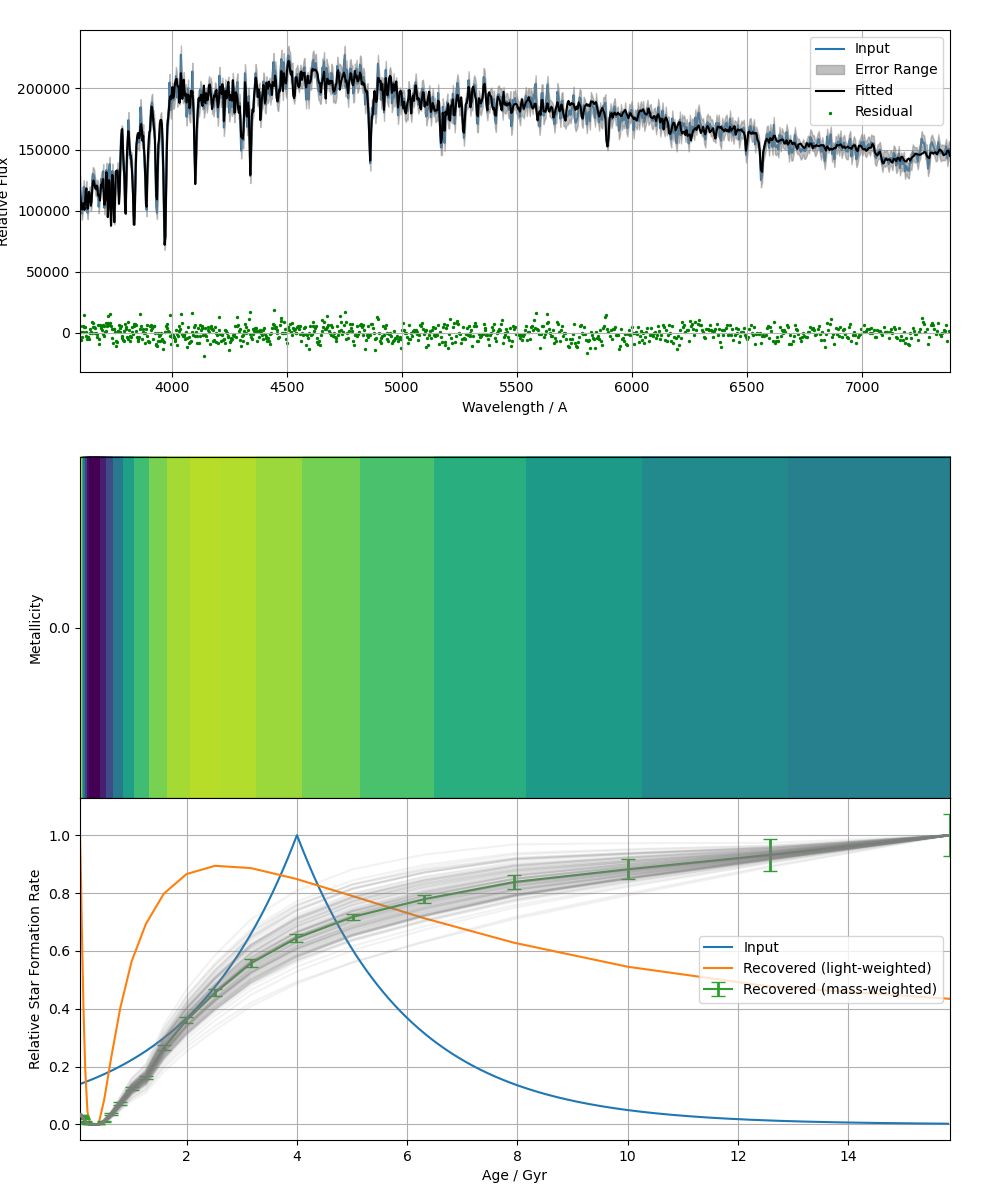 200000
150000
100000
50000
0
Relative Flux
Input
Error Range
Fitted
Residual
4000 4500 5000 5500 6000 6500 7000
Wavelength / A
Metallicity
0.0
1.0
0.8
0.6
0.4
0.2
0.0
Relative Star Formation Rate
Input
Recovered (light-weighted)
Recovered (mass-weighted)
2 4 6 8 10 12 14
Age / Gyr